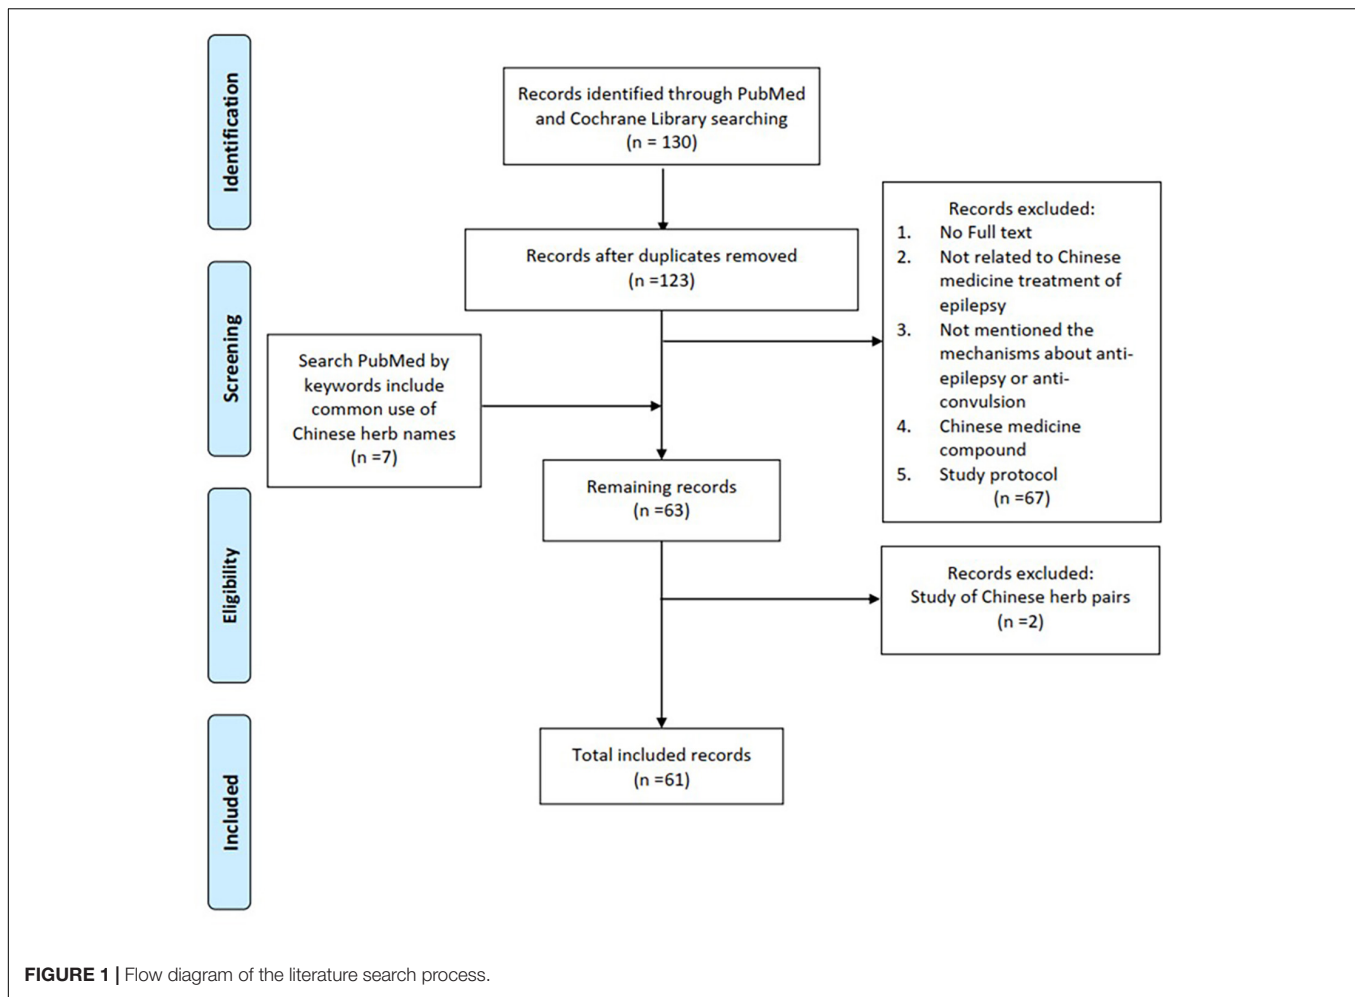 Identification
Records identified through PubMed
and Cochrane Library searching
(n = 130)
Records after duplicates removed
(n =123)
Screening
Search PubMed by
keywords include
common use of
Chinese herb names
(n =7)
Records excluded:
1. No Full text
2. Not related to Chinese
medicine treatment of
epilepsy
3. Not mentioned the
mechanisms about anti-
epilepsy or anti-
convulsion
4. Chinese medicine
compound
5. Study protocol
(n =67)
Remaining records
(n =63)
Eligibility
Records excluded:
Study of Chinese herb pairs
(n =2)
Included
Total included records
(n =61)
FIGURE 1 | Flow diagram of the literature search process.